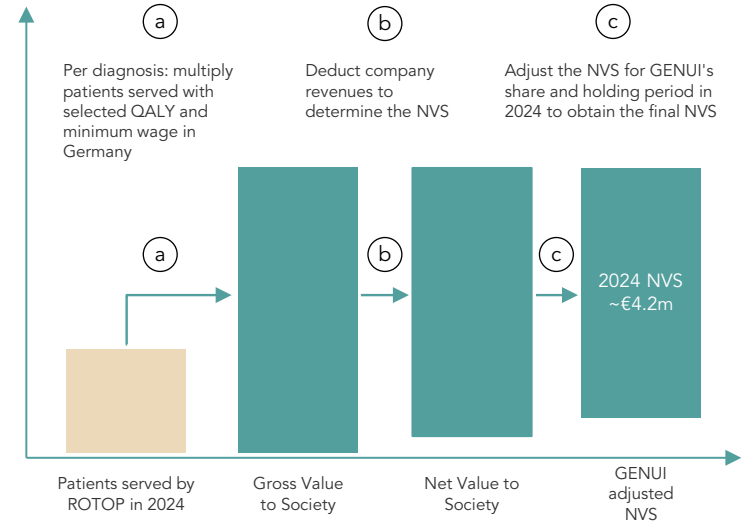 a
Per diagnosis: multiply
patients served with
selected QALY and
minimum wage in
Germany
b
Deduct company
revenues to
determine the NVS
c
Adjust the NVS for GENUI's
share and holding period in
2024 to obtain the final NVS
a
b
c
2024 NVS
~€4.2m
Patients served by
ROTOP in 2024
Gross Value
to Society
Net Value to
Society
GENUI
adjusted
NVS